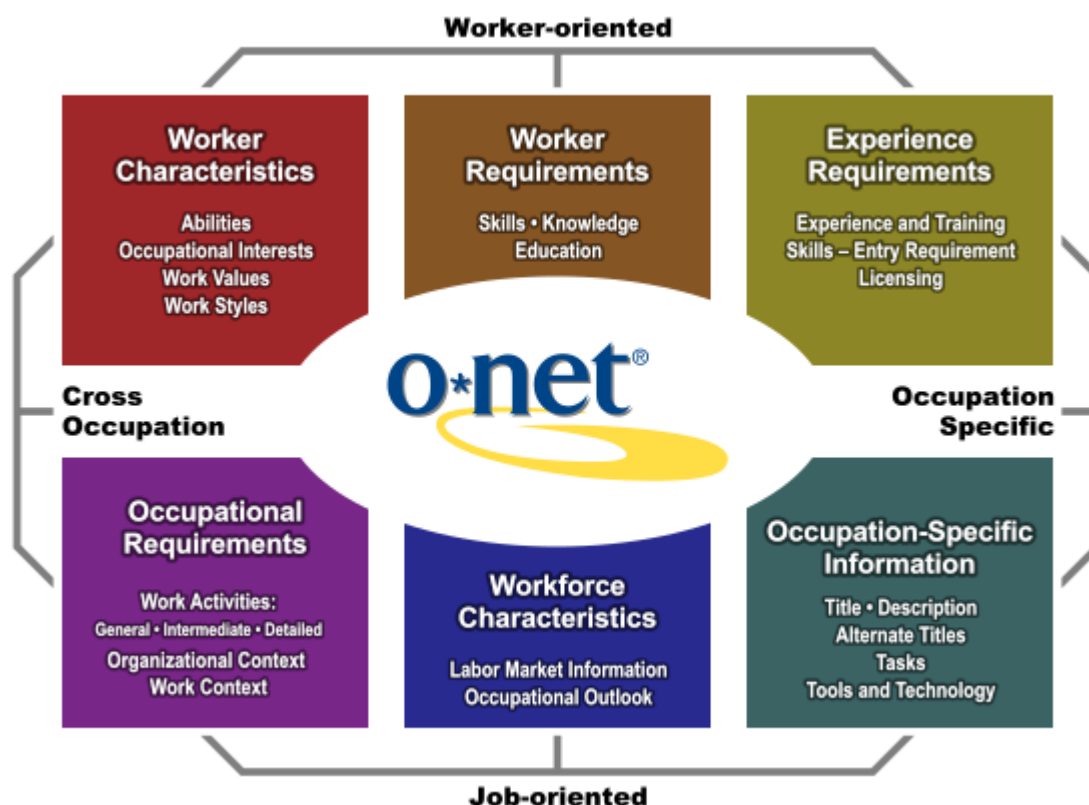 Worker-oriented
Worker
Characteristics
Abilities
Occupational Interests
Work Values
Work Styles
Worker
Requirements
Skills • Knowledge
Education
Experience
Requirements
Experience and Training
Skills – Entry Requirement
Licensing
Cross
Occupation
o*net®
Occupation
Specific
Occupational
Requirements
Work Activities:
General • Intermediate • Detailed
Organizational Context
Work Context
Workforce
Characteristics
Labor Market Information
Occupational Outlook
Occupation-Specific
Information
Title • Description
Alternate Titles
Tasks
Tools and Technology
Job-oriented